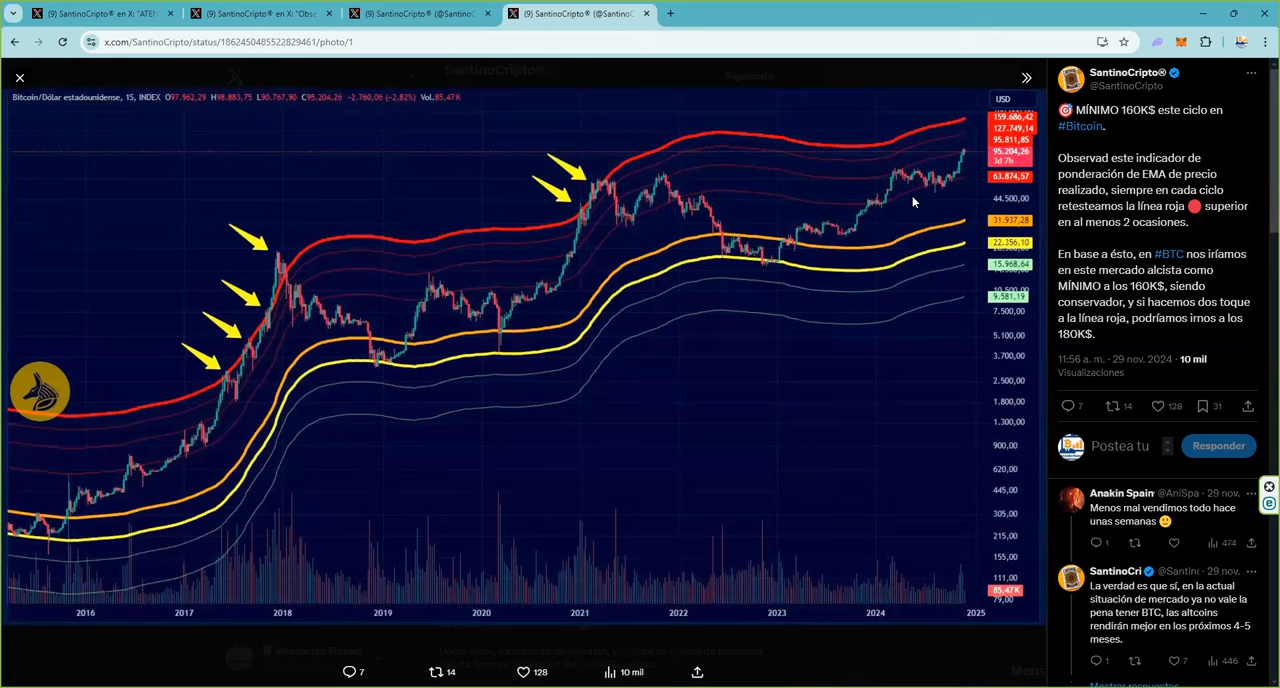 (9) SantinoCripto® en X: "ATEN
(9) SantinoCripto® en X: "Obse
(9) SantinoCripto® (@SantinoC
(9) SantinoCripto® (@SantinoC
x.com/SantinoCripto/status/1862450485522829461/photo/1
Bitcoin/Dólar estadounidense, 1S, INDEX O97.962,29 H98.883,75 L90.767,90 C95.204,26 −2.760,06 (−2,82%) Vol.85.47K
USD
159.686,42
127.749,14
95.811,85
95.204,26
3d 7h
63.874,57
44.500,00
31.937,28
22.356,10
15.968,64
10.500,00
9.581,19
7.500,00
5.100,00
3.700,00
2.500,00
1.800,00
1.300,00
900,00
620,00
445,00
305,00
215,00
155,00
111,00
85,47K
79,00
2016 2017 2018 2019 2020 2021 2022 2023 2024 2025
7 14 128 10 mil
SantinoCripto®
@SantinoCripto
🎯 MÍNIMO 160K$ este ciclo en
#Bitcoin.
Observad este indicador de
ponderación de EMA de precio
realizado, siempre en cada ciclo
retesteamos la línea roja 🔴 superior
en al menos 2 ocasiones.
En base a ésto, en #BTC nos iríamos
en este mercado alcista como
MÍNIMO a los 160K$, siendo
conservador, y si hacemos dos toque
a la línea roja, podríamos irnos a los
180K$.
11:56 a. m. · 29 nov. 2024 · 10 mil
Visualizaciones
7 14 128 31
Postea tu
Responder
Anakin Spain @AniSpa · 29 nov.
Menos mal vendimos todo hace
unas semanas 🙂
1 474
SantinoCri @Santino · 29 nov.
La verdad es que sí, en la actual
situación de mercado ya no vale la
pena tener BTC, las altcoins
rendirán mejor en los próximos 4-5
meses.
1 7 446
Mostrar respuestas